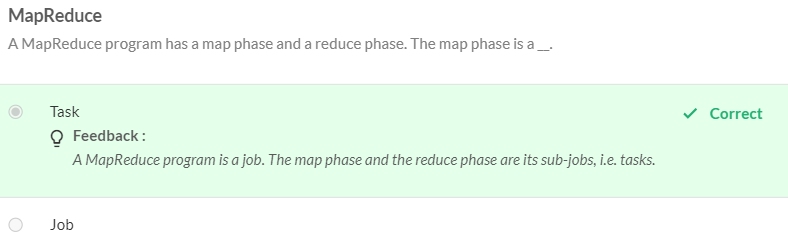 MapReduce
A MapReduce program has a map phase and a reduce phase. The map phase is a __.
Task
Correct
Feedback :
A MapReduce program is a job. The map phase and the reduce phase are its sub-jobs, i.e. tasks.
Job